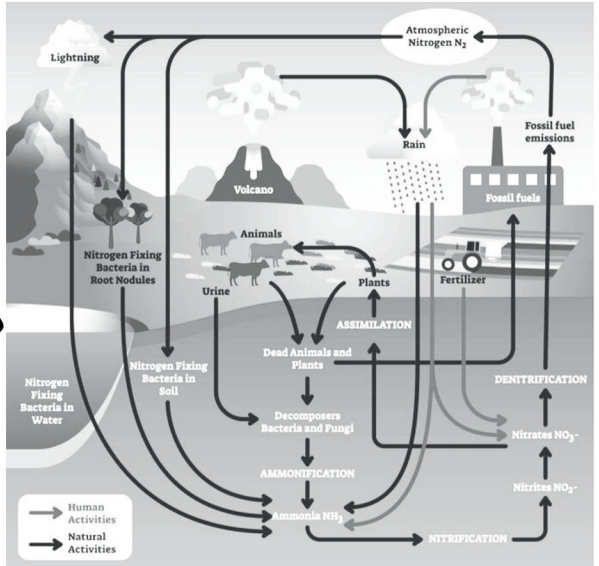 Atmospheric
Nitrogen N₂
Lightning
Fossil fuel
emissions
Rain
Volcano
Fossil fuels
Animals
Nitrogen Fixing
Bacteria in
Root Nodules
Urine
Plants
Fertilizer
ASSIMILATION
Dead Animals and
Plants
Nitrogen Fixing
Bacteria in
Soil
Nitrogen
Fixing
Bacteria in
Water
DENITRIFICATION
Decomposers
Bacteria and Fungi
Nitrates NO₃-
AMMONIFICATION
Nitrites NO₂-
Ammonia NH₃
NITRIFICATION
Human
Activities
Natural
Activities